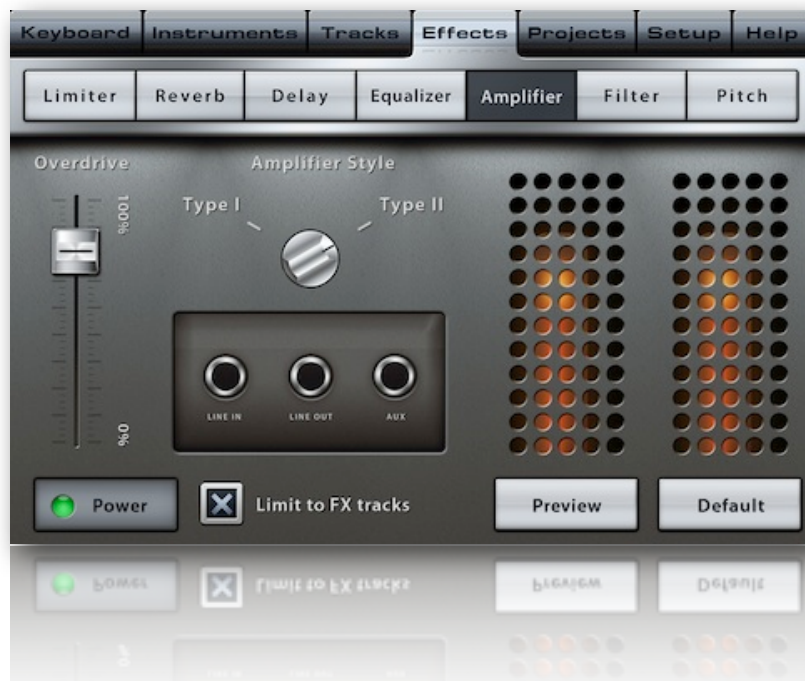 Keyboard Instruments Tracks Effects Projects Setup Help
Limiter Reverb Delay Equalizer Amplifier Filter Pitch
Overdrive Amplifier Style
100%
Type I Type II
LINE IN LINE OUT AUX
0%
Power Limit to FX tracks Preview Default